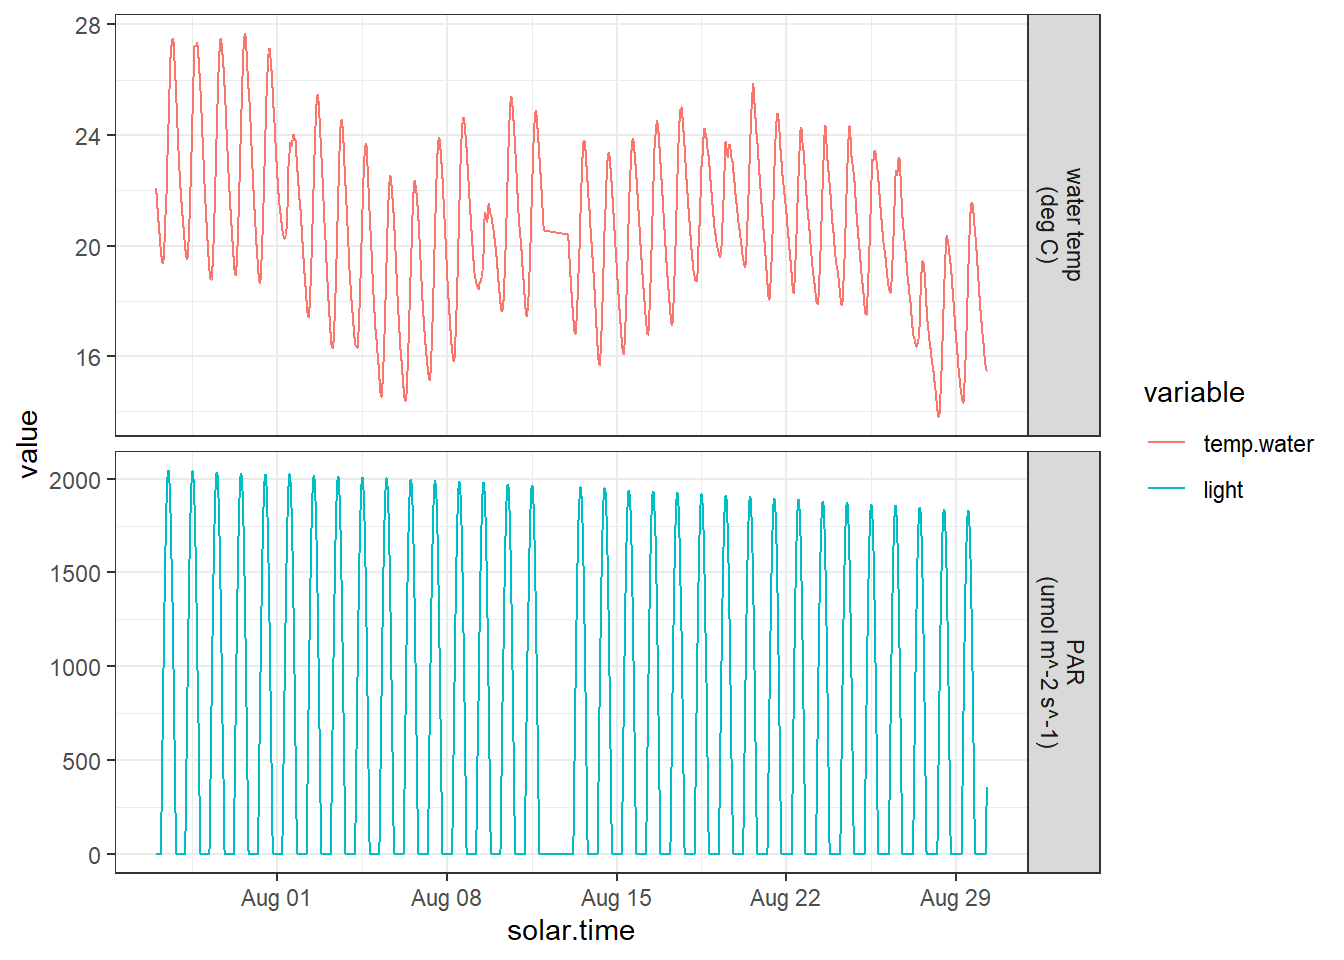 28
24
20
16
water temp
(deg C)
value
2000
1500
1000
500
0
PAR
(umol m^-2 s^-1)
Aug 01
Aug 08
Aug 15
Aug 22
Aug 29
solar.time
variable
temp.water
light